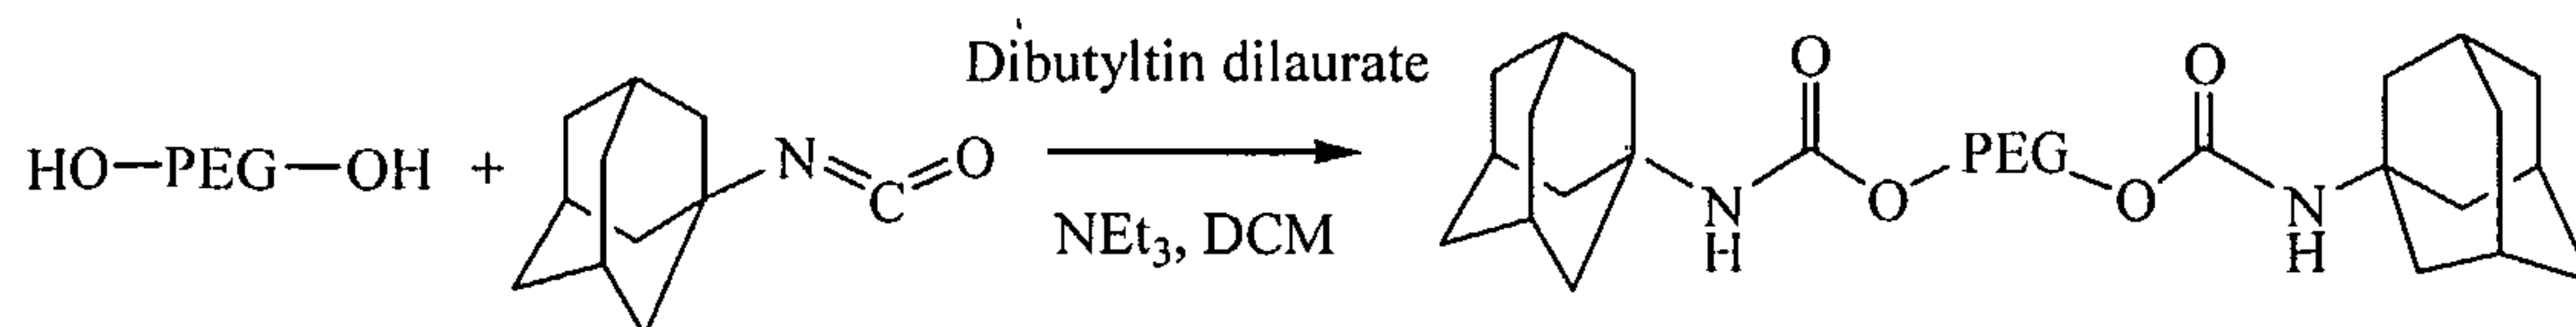 Dibutyltin dilaurate
HO-PEG-OH + N=C=O
NEt₃, DCM
O
N
H
O
PEG
O
O
N
H